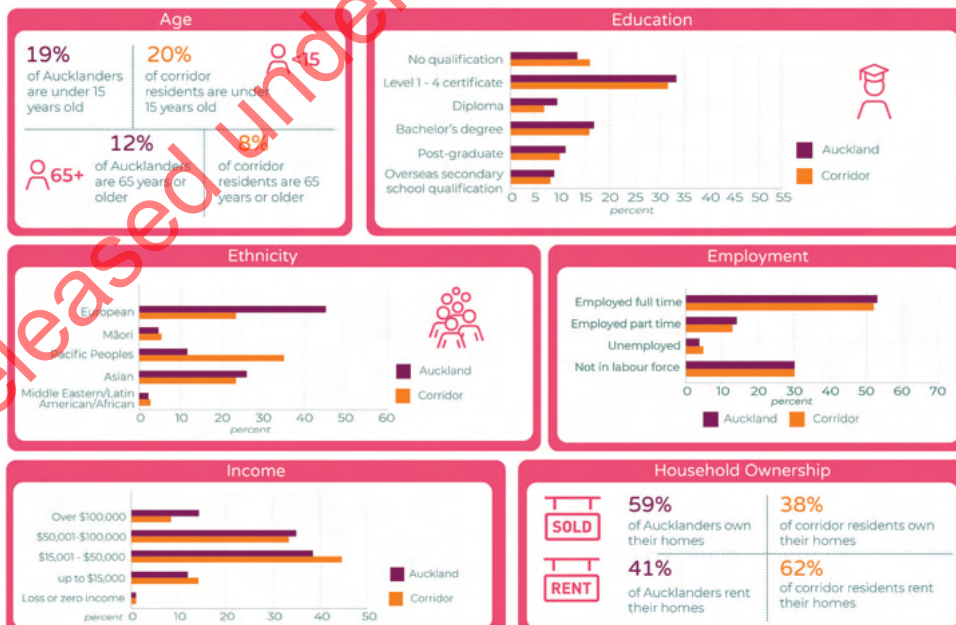 Age
19%
of Aucklanders
are under 15
years old
20%
of corridor
residents are under
15 years old
<15
65+
12%
of Aucklanders
are 65 years or
older
8%
of corridor
residents are 65
years or older
Education
No qualification
Level 1 - 4 certificate
Diploma
Bachelor's degree
Post-graduate
Overseas secondary
school qualification
0 5 10 15 20 25 30 35 40 45 50 55
percent
Auckland
Corridor
Ethnicity
European
Māori
Pacific Peoples
Asian
Middle Eastern/Latin
American/African
0 10 20 30 40 50 60
percent
Auckland
Corridor
Employment
Employed full time
Employed part time
Unemployed
Not in labour force
0 10 20 30 40 50 60 70
percent
Auckland Corridor
Income
Over $100,000
$50,001-$100,000
$15,001 - $50,000
up to $15,000
Loss or zero income
percent 0 10 20 30 40 50
Auckland
Corridor
Household Ownership
SOLD
59%
of Aucklanders own
their homes
38%
of corridor residents own
their homes
RENT
41%
of Aucklanders rent
their homes
62%
of corridor residents rent
their homes
eleased under